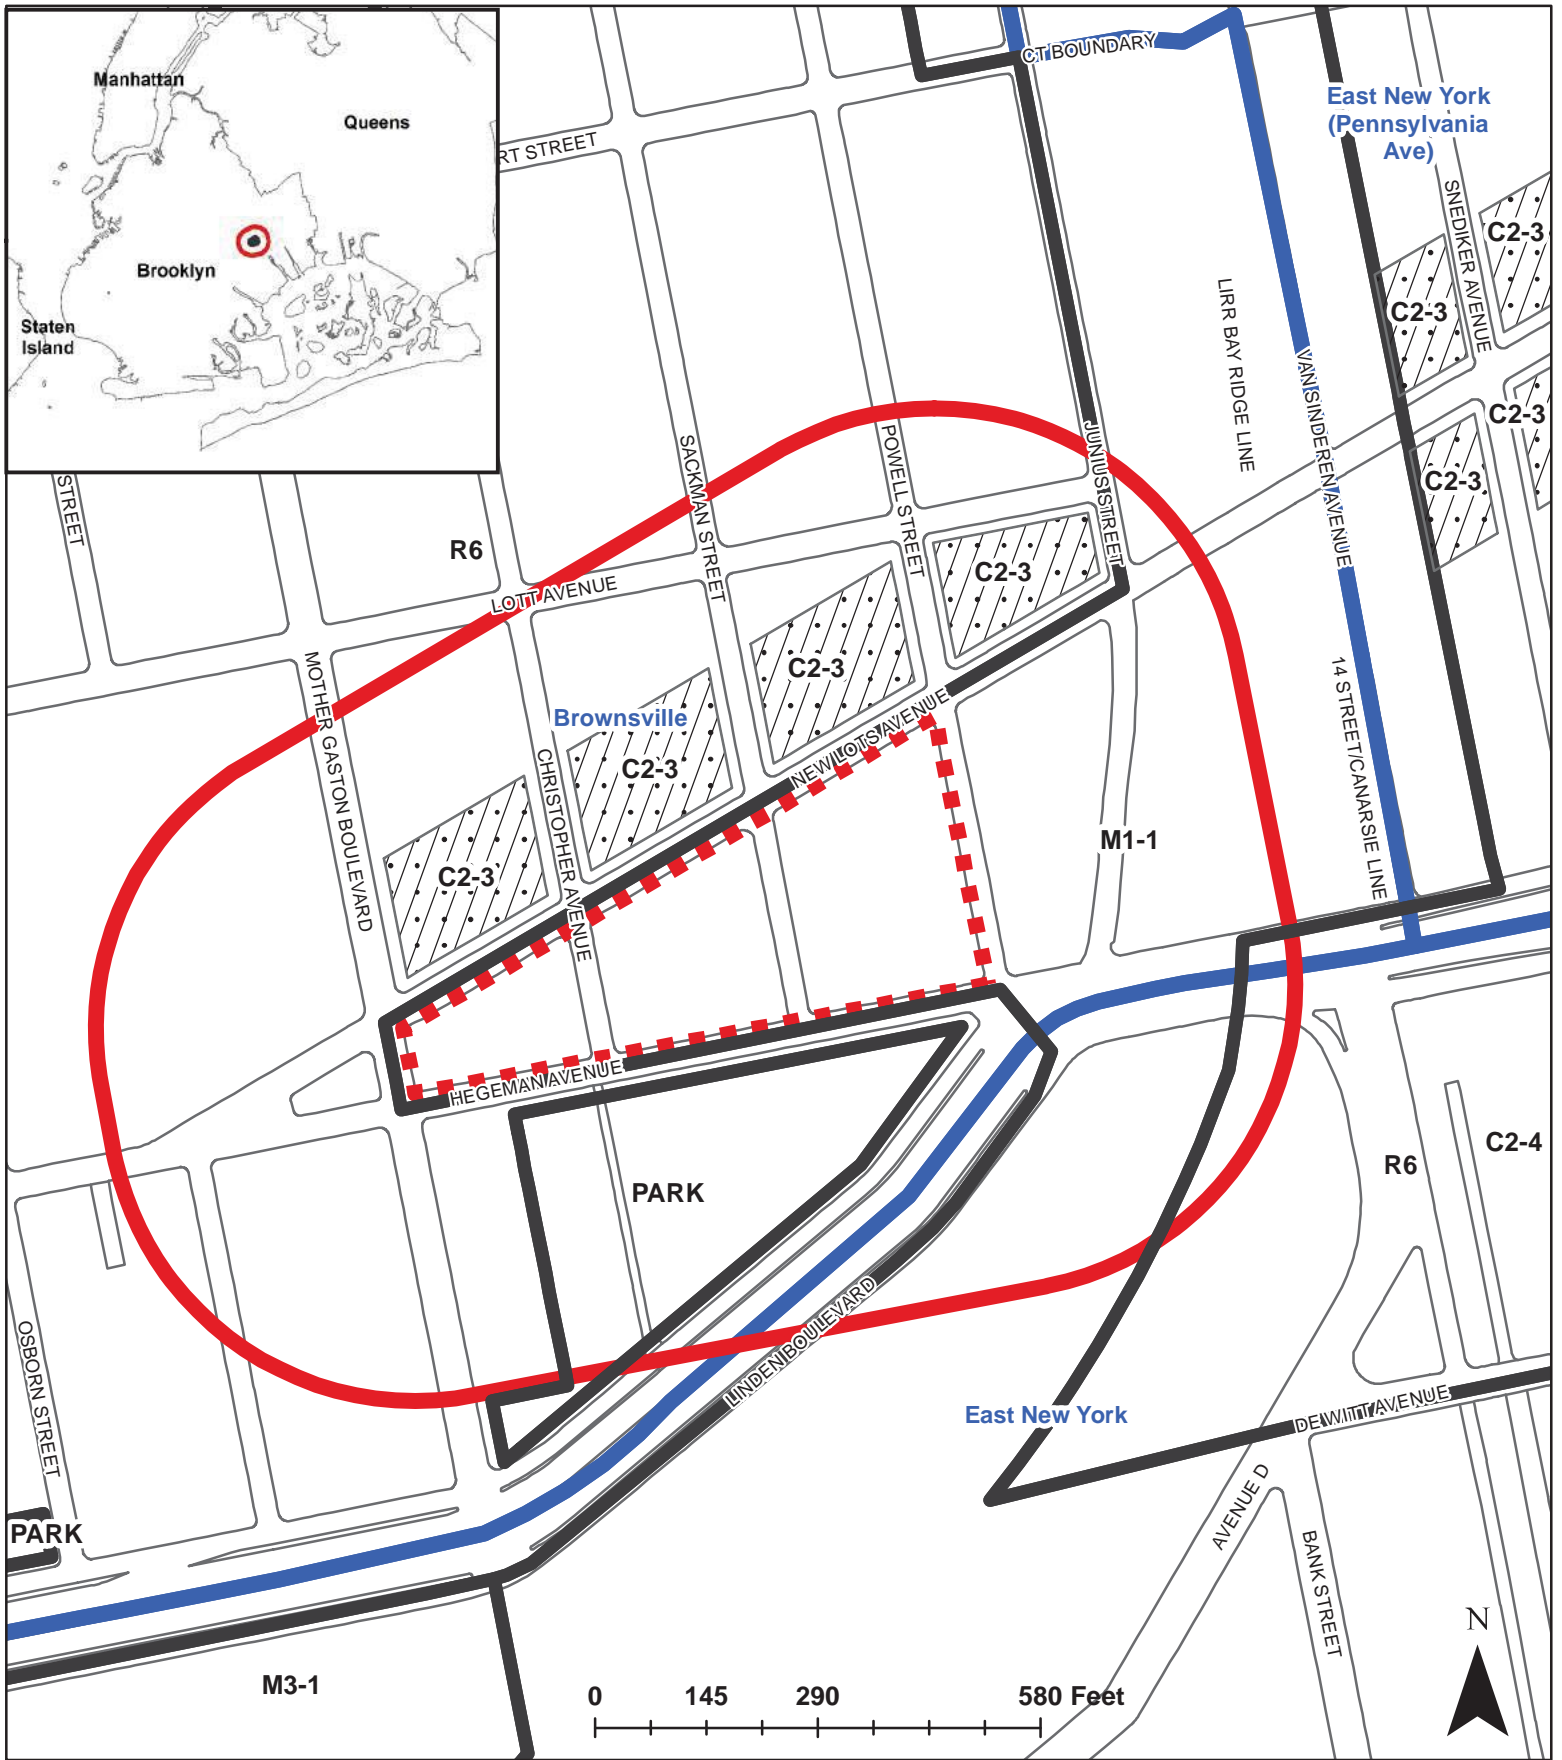 Manhattan
Queens
Brooklyn
Staten
Island
CT BOUNDARY
East New York
(Pennsylvania
Ave)
RT STREET
SNEDIKER AVENUE
C2-3
C2-3
C2-3
C2-3
LIRR BAY RIDGE LINE
VAN SINDEREN AVENUE
STREET
SACKMAN STREET
POWELL STREET
JUNIUS STREET
R6
LOTT AVENUE
C2-3
C2-3
MOTHER GASTON BOULEVARD
Brownsville
C2-3
CHRISTOPHER AVENUE
NEW LOTS AVENUE
14 STREET/CANARSIE LINE
C2-3
M1-1
HEGEMAN AVENUE
PARK
R6
C2-4
LINDEN BOULEVARD
OSBORN STREET
East New York
DE WITT AVENUE
AVENUE D
BANK STREET
PARK
M3-1
N
0 145 290 580 Feet